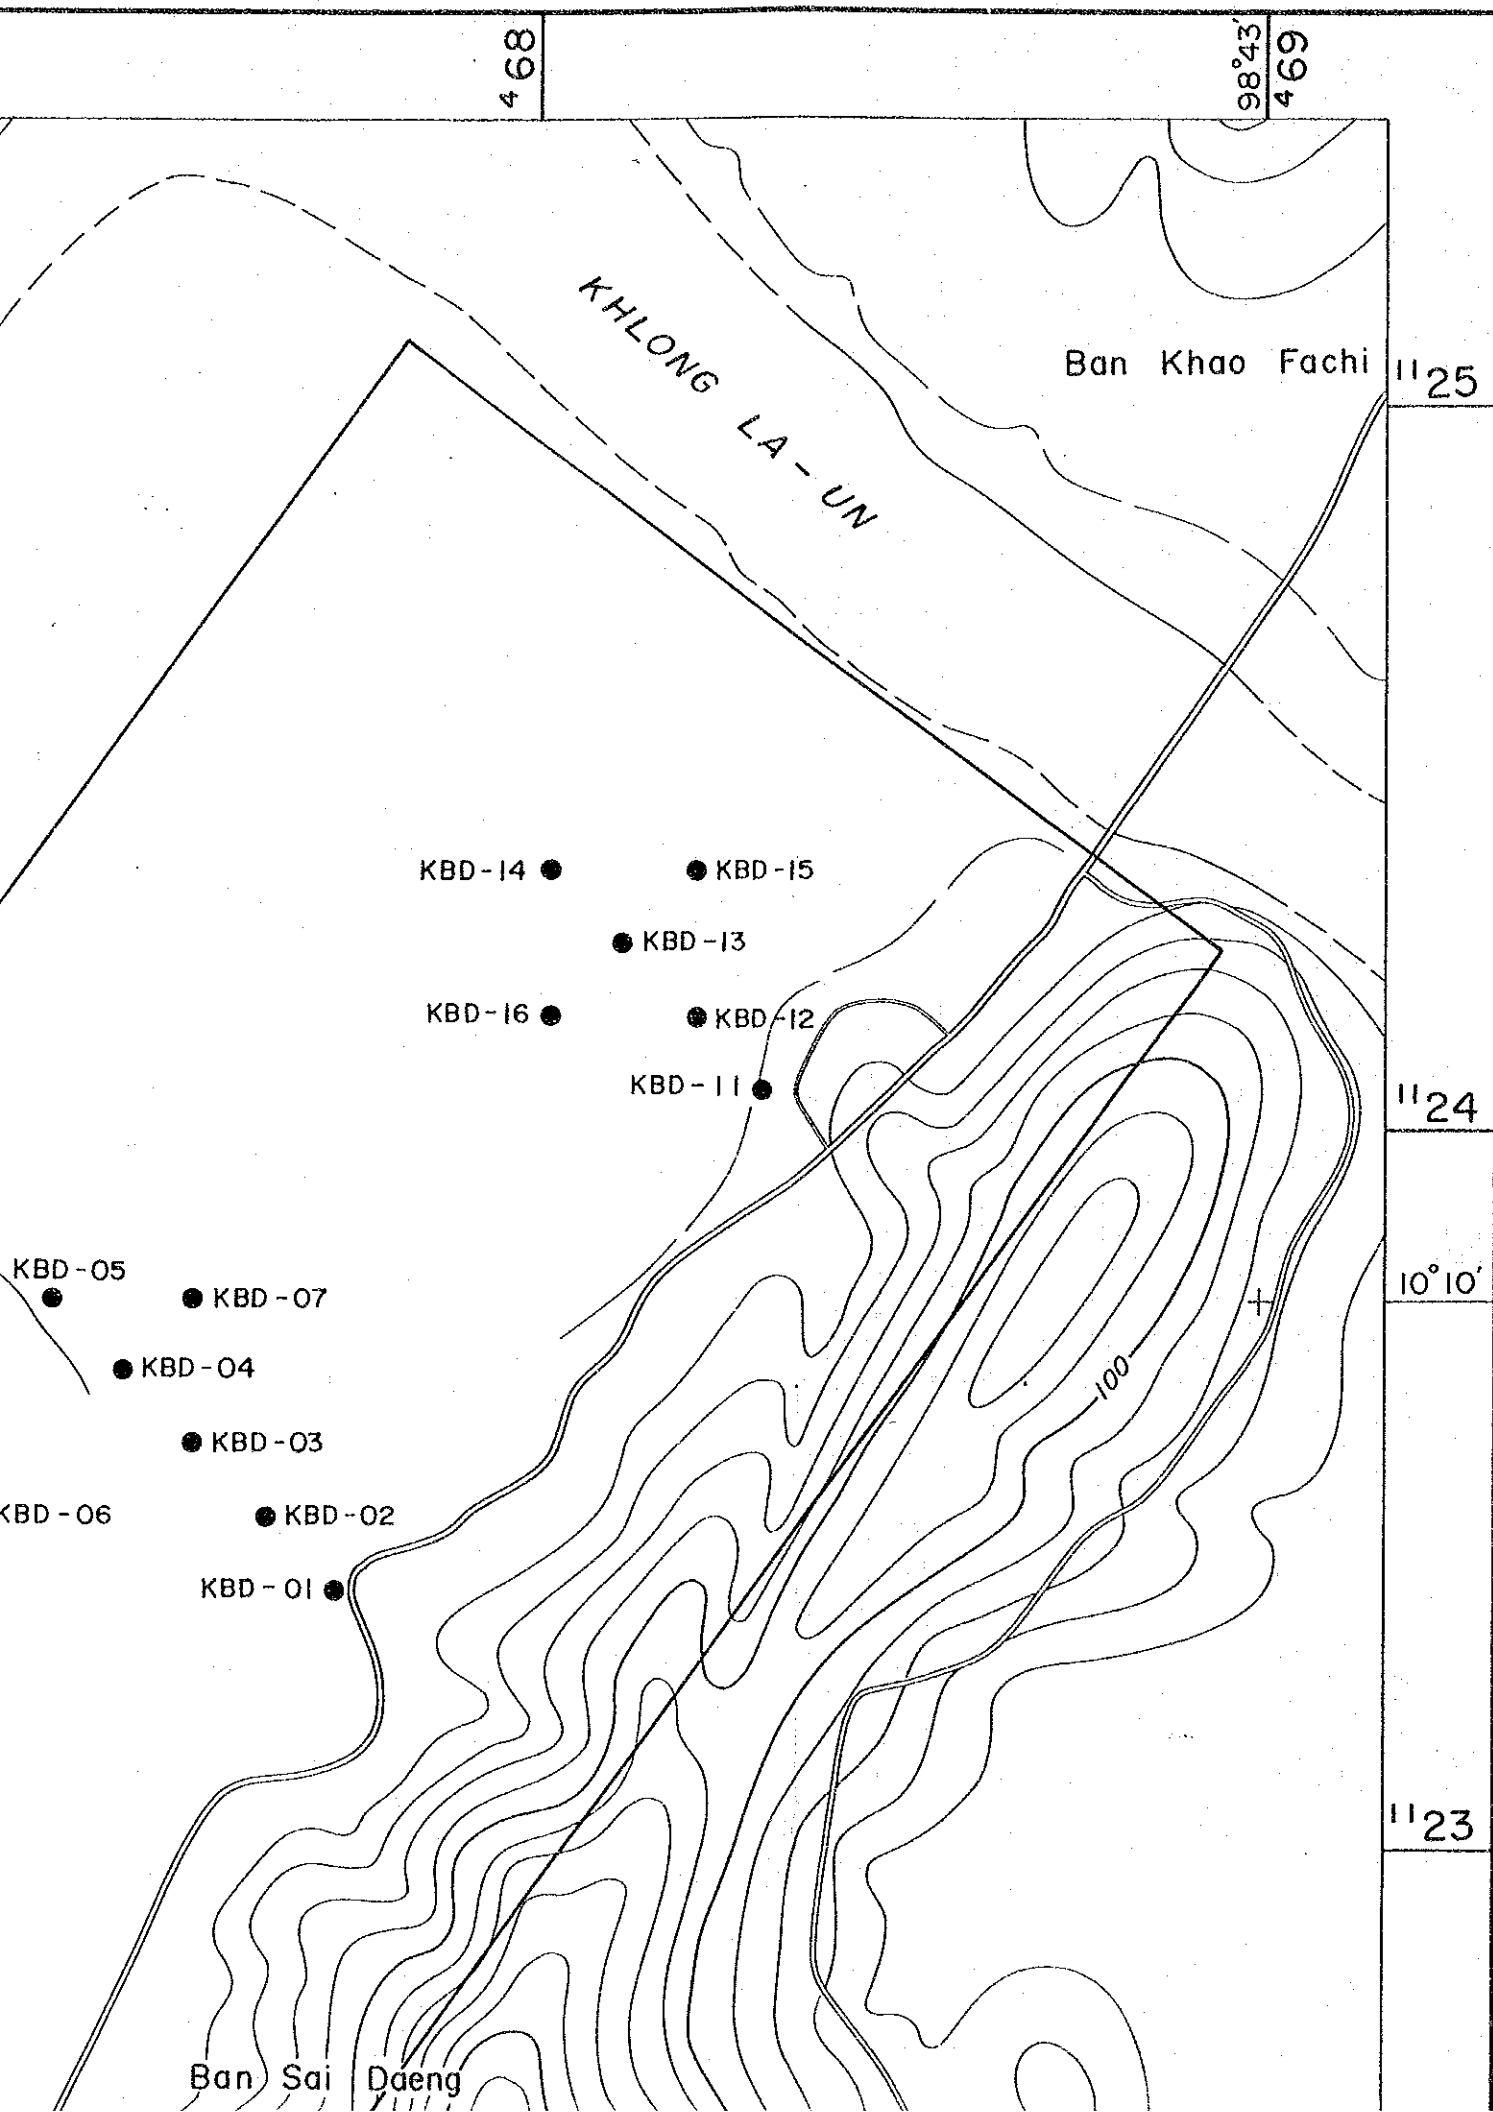 ⁴68
98°43'
⁴69
KHLONG LA-UN
Ban Khao Fachi
¹¹25
KBD-14
KBD-15
KBD-13
KBD-16
KBD-12
KBD-11
¹¹24
KBD-05
KBD-07
10°10'
KBD-04
100
KBD-03
KBD-06
KBD-02
KBD-01
¹¹23
Ban Sai Daeng